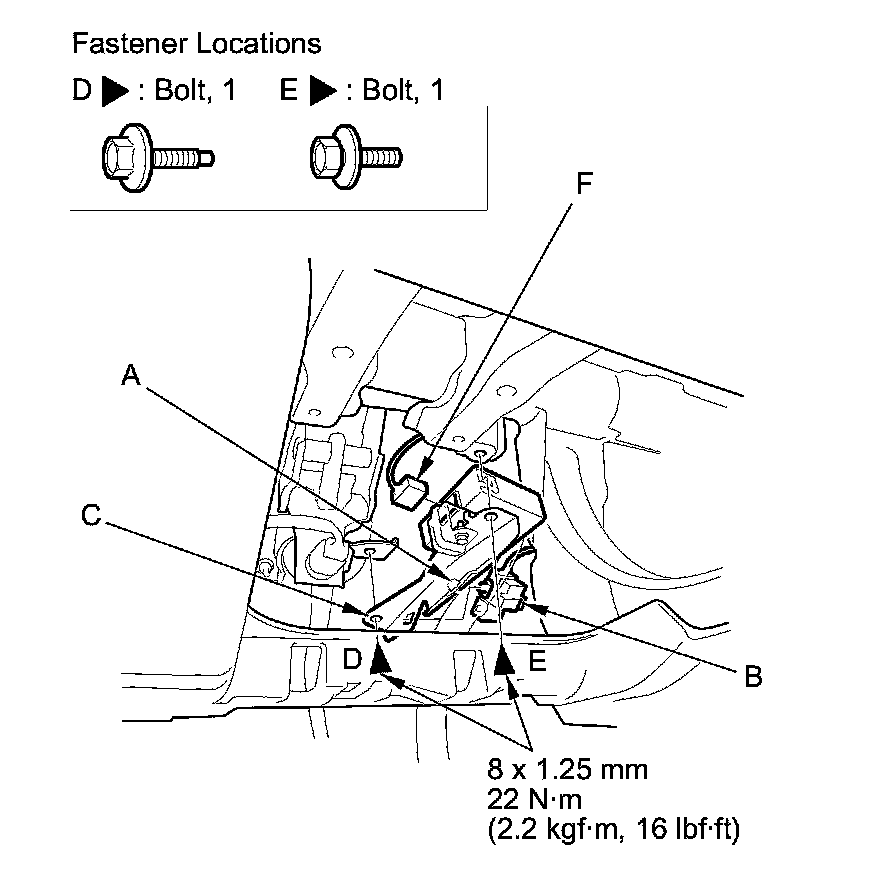 Fastener Locations
D ▶ : Bolt, 1 E ▶ : Bolt, 1
F
A
C
D
E
B
8 x 1.25 mm
22 N·m
(2.2 kgf·m, 16 lbf·ft)